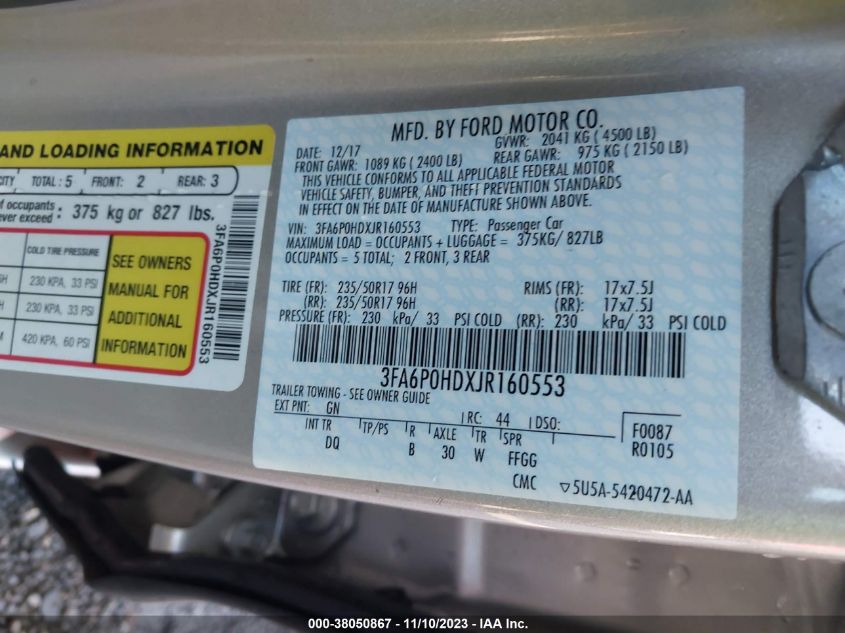 AND LOADING INFORMATION
CITY TOTAL: 5 FRONT: 2 REAR: 3
of occupants
never exceed : 375 kg or 827 lbs.
COLD TIRE PRESSURE
230 KPA, 33 PSI
230 KPA, 33 PSI
420 KPA, 60 PSI
SEE OWNERS
MANUAL FOR
ADDITIONAL
INFORMATION
3FA6P0HDXJR160553
MFD. BY FORD MOTOR CO.
DATE: 12/17 GVWR: 2041 KG ( 4500 LB)
FRONT GAWR: 1089 KG ( 2400 LB) REAR GAWR: 975 KG ( 2150 LB)
THIS VEHICLE CONFORMS TO ALL APPLICABLE FEDERAL MOTOR
VEHICLE SAFETY, BUMPER, AND THEFT PREVENTION STANDARDS
IN EFFECT ON THE DATE OF MANUFACTURE SHOWN ABOVE.
VIN: 3FA6P0HDXJR160553 TYPE: Passenger Car
MAXIMUM LOAD = OCCUPANTS + LUGGAGE = 375KG/ 827LB
OCCUPANTS = 5 TOTAL; 2 FRONT, 3 REAR
TIRE (FR): 235/50R17 96H RIMS (FR): 17x7.5J
(RR): 235/50R17 96H (RR): 17x7.5J
PRESSURE (FR): 230 kPa/ 33 PSI COLD (RR): 230 kPa/ 33 PSI COLD
3FA6P0HDXJR160553
TRAILER TOWING - SEE OWNER GUIDE
EXT PNT: GN RC: 44 DSO: F0087
INT TR TP/PS R AXLE TR SPR R0105
DQ B 30 W FFGG
CMC ▽5U5A-5420472-AA
000-38050867 - 11/10/2023 - IAA Inc.